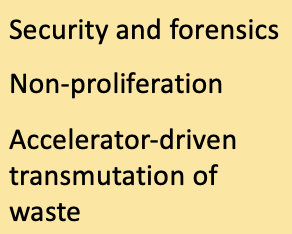 Security and forensics
Non-proliferation
Accelerator-driven
transmutation of
waste